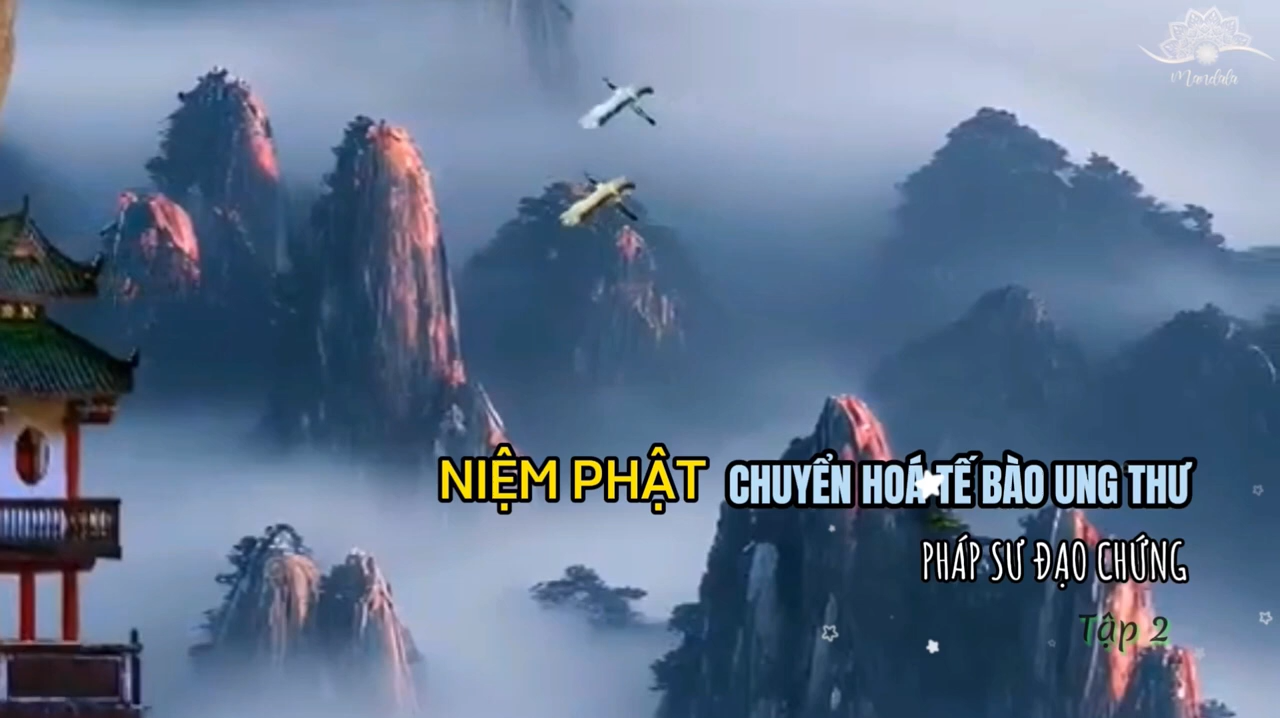 Mandala
NIỆM PHẬT CHUYỂN HOÁ TẾ BÀO UNG THƯ
PHÁP SƯ ĐẠO CHỨNG
Tập 2